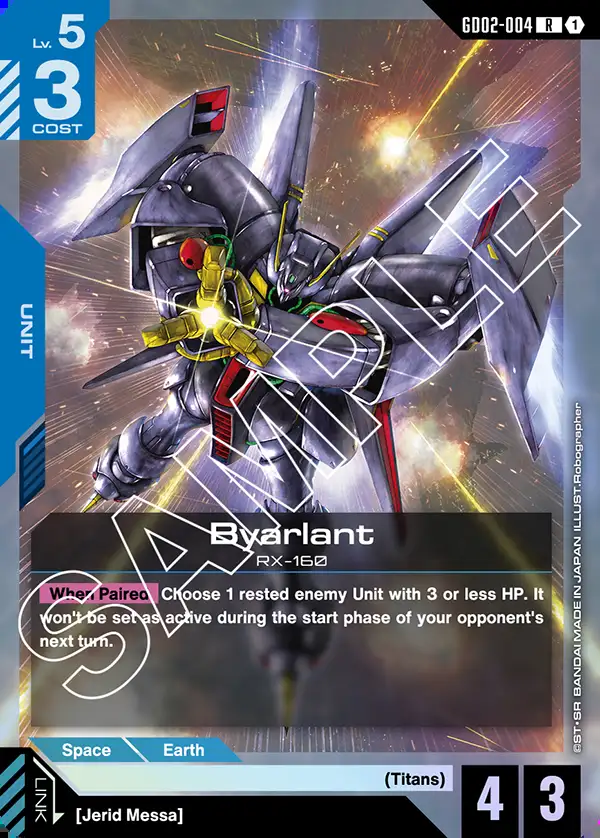 GD02-004 R 1
Lv. 5
3
COST
UNIT
SAMPLE
Byarlant
RX-160
When Paired Choose 1 rested enemy Unit with 3 or less HP. It
won't be set as active during the start phase of your opponent's
next turn.
©ST・SR BANDAI MADE IN JAPAN ILLUST.Robographer
Space Earth
(Titans)
LINK
[Jerid Messa]
4 3